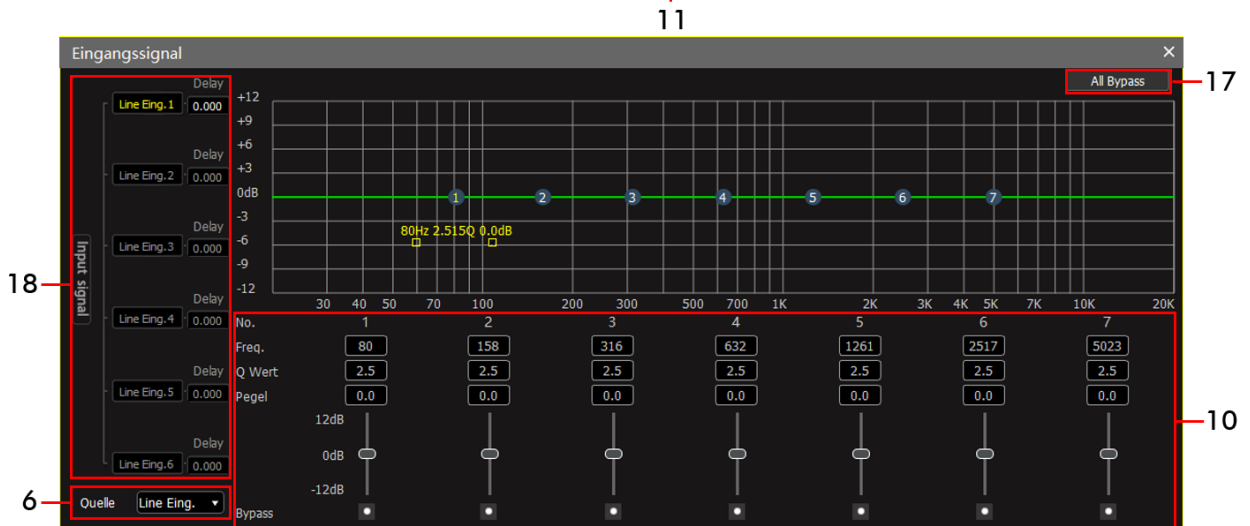 11
Eingangssignal ×
All Bypass 17
Delay
Line Eing.1 0.000
Delay
Line Eing.2 0.000
Delay
Line Eing.3 0.000
Delay
Line Eing.4 0.000
Delay
Line Eing.5 0.000
Delay
Line Eing.6 0.000
Input signal
18
6 Quelle Line Eing.
+12
+9
+6
+3
0dB
-3
-6
-9
-12
1 2 3 4 5 6 7
80Hz 2.515Q 0.0dB
30 40 50 70 100 200 300 500 700 1K 2K 3K 4K 5K 7K 10K 20K
No. 1 2 3 4 5 6 7
Freq. 80 158 316 632 1261 2517 5023
Q Wert 2.5 2.5 2.5 2.5 2.5 2.5 2.5
Pegel 0.0 0.0 0.0 0.0 0.0 0.0 0.0
12dB
0dB
-12dB
10
Bypass